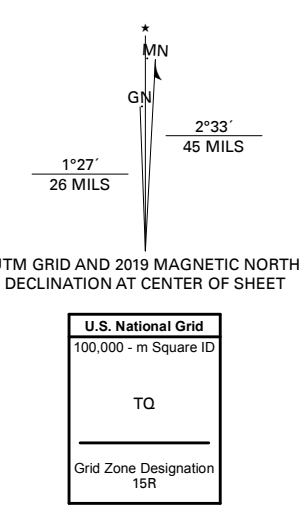 ★
MN
GN
2°33´
45 MILS
1°27´
26 MILS
UTM GRID AND 2019 MAGNETIC NORTH
DECLINATION AT CENTER OF SHEET
U.S. National Grid
100,000 - m Square ID
TQ
Grid Zone Designation
15R